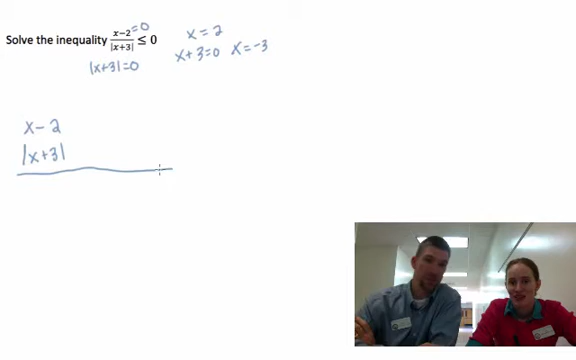 Solve the inequality x−2/|x+3| ≤ 0
=0
|x+3|=0
x = 2
x+3=0 x=-3
x-2
|x+3|